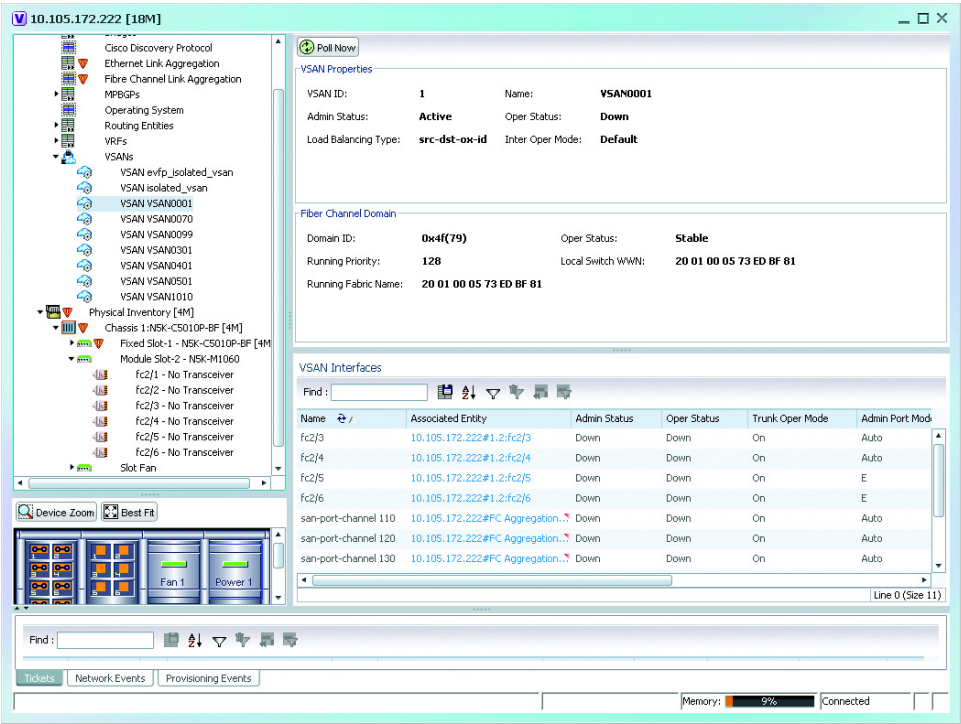 V 10.105.172.222 [18M]
Cisco Discovery Protocol
Ethernet Link Aggregation
Fibre Channel Link Aggregation
MPBGPs
Operating System
Routing Entities
VRFs
VSANs
VSAN evfp_isolated_vsan
VSAN isolated_vsan
VSAN VSAN0001
VSAN VSAN0070
VSAN VSAN0099
VSAN VSAN0301
VSAN VSAN0401
VSAN VSAN0501
VSAN VSAN1010
Physical Inventory [4M]
Chassis 1:N5K-C5010P-BF [4M]
Fixed Slot-1 - N5K-C5010P-BF [4M
Module Slot-2 - N5K-M1060
fc2/1 - No Transceiver
fc2/2 - No Transceiver
fc2/3 - No Transceiver
fc2/4 - No Transceiver
fc2/5 - No Transceiver
fc2/6 - No Transceiver
Slot Fan
Device Zoom Best Fit
Fan 1 Power 1
Poll Now
VSAN Properties
VSAN ID: 1 Name: VSAN0001
Admin Status: Active Oper Status: Down
Load Balancing Type: src-dst-ox-id Inter Oper Mode: Default
Fiber Channel Domain
Domain ID: 0x4f(79) Oper Status: Stable
Running Priority: 128 Local Switch WWN: 20 01 00 05 73 ED BF 81
Running Fabric Name: 20 01 00 05 73 ED BF 81
VSAN Interfaces
Find :
Name Associated Entity Admin Status Oper Status Trunk Oper Mode Admin Port Mod
fc2/3 10.105.172.222#1.2:fc2/3 Down Down On Auto
fc2/4 10.105.172.222#1.2:fc2/4 Down Down On Auto
fc2/5 10.105.172.222#1.2:fc2/5 Down Down On E
fc2/6 10.105.172.222#1.2:fc2/6 Down Down On E
san-port-channel 110 10.105.172.222#FC Aggregation... Down Down On Auto
san-port-channel 120 10.105.172.222#FC Aggregation... Down Down On Auto
san-port-channel 130 10.105.172.222#FC Aggregation... Down Down On Auto
Line 0 (Size 11)
Find :
Tickets Network Events Provisioning Events
Memory: 9% Connected